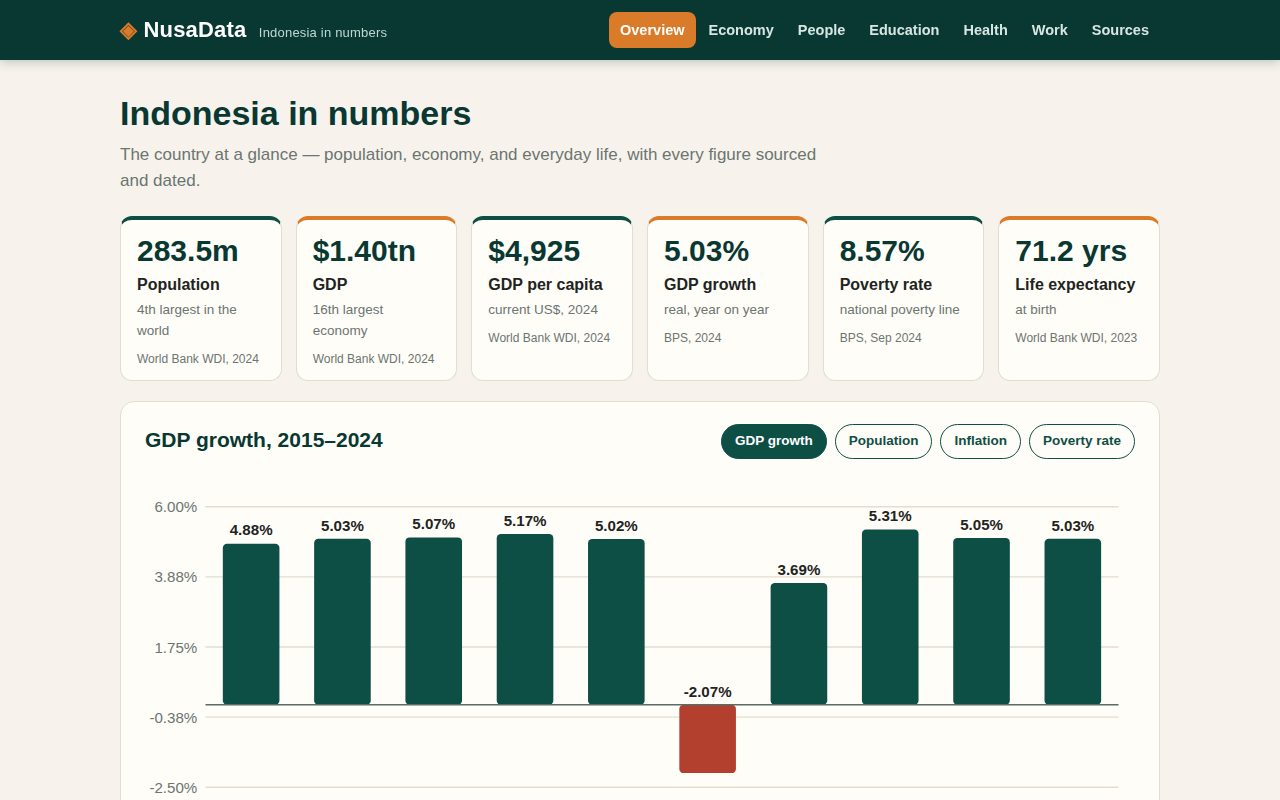 ◈ NusaData Indonesia in numbers
Overview Economy People Education Health Work Sources
Indonesia in numbers
The country at a glance — population, economy, and everyday life, with every figure sourced
and dated.
283.5m
Population
4th largest in the
world
World Bank WDI, 2024
$1.40tn
GDP
16th largest
economy
World Bank WDI, 2024
$4,925
GDP per capita
current US$, 2024
World Bank WDI, 2024
5.03%
GDP growth
real, year on year
BPS, 2024
8.57%
Poverty rate
national poverty line
BPS, Sep 2024
71.2 yrs
Life expectancy
at birth
World Bank WDI, 2023
GDP growth, 2015–2024
GDP growth Population Inflation Poverty rate
6.00%
3.88%
1.75%
-0.38%
-2.50%
4.88%
5.03%
5.07%
5.17%
5.02%
-2.07%
3.69%
5.31%
5.05%
5.03%